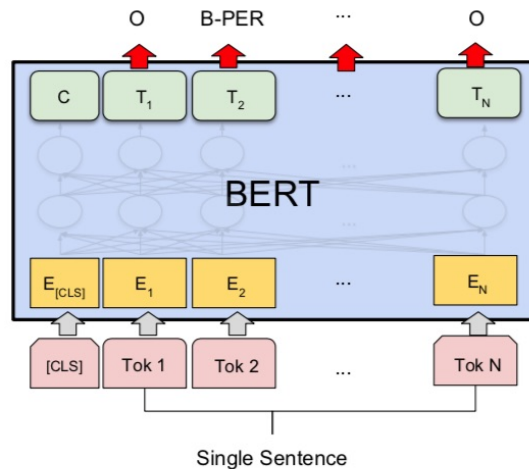 O B-PER ... O
C T1 T2 ... TN
...
BERT
...
E[CLS] E1 E2 ... EN
[CLS] Tok 1 Tok 2 ... Tok N
Single Sentence